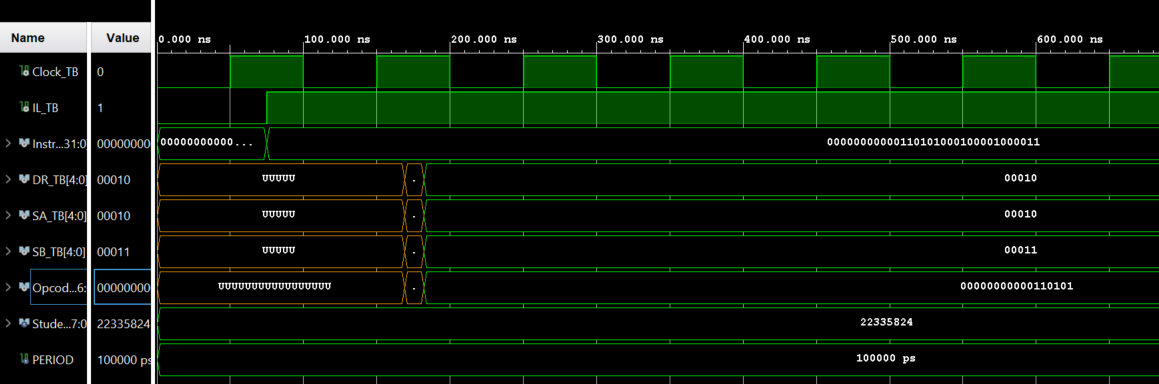 Name Value 0.000 ns 100.000 ns 200.000 ns 300.000 ns 400.000 ns 500.000 ns 600.000 ns
Clock_TB 0
IL_TB 1
Instr...31:0] 00000000 00000000000... 00000000000110101000100001000011
DR_TB[4:0] 00010 UUUUU . 00010
SA_TB[4:0] 00010 UUUUU . 00010
SB_TB[4:0] 00011 UUUUU . 00011
Opcod...6: 00000000 UUUUUUUUUUUUUUUUU . 00000000000110101
Stude...7:0] 22335824 22335824
PERIOD 100000 ps 100000 ps